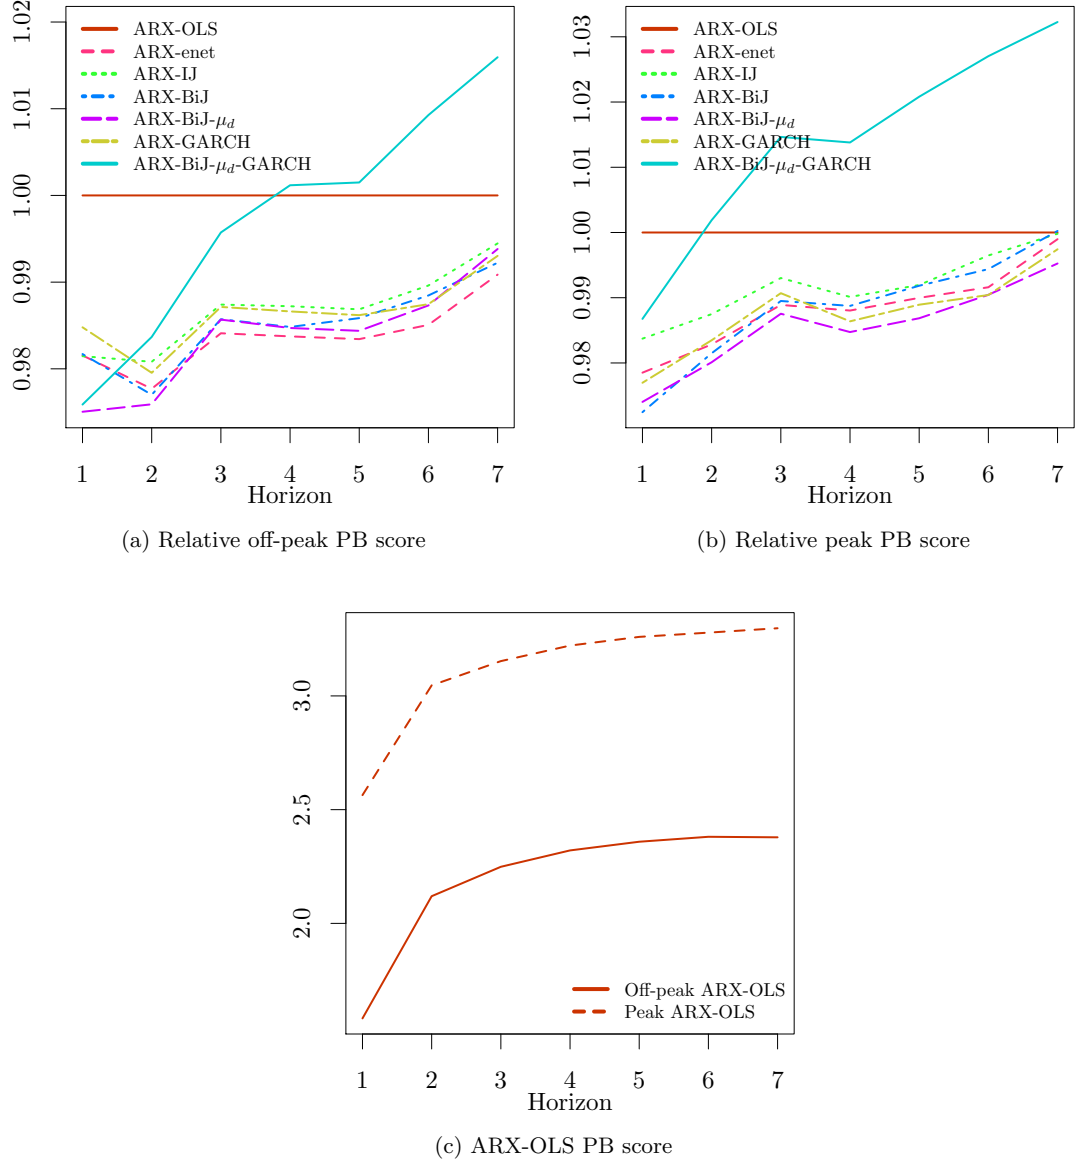 1.02
1.01
1.00
0.99
0.98
ARX-OLS
ARX-enet
ARX-IJ
ARX-BiJ
ARX-BiJ-μd
ARX-GARCH
ARX-BiJ-μd-GARCH
1 2 3 4 5 6 7
Horizon
(a) Relative off-peak PB score
1.03
1.02
1.01
1.00
0.99
0.98
ARX-OLS
ARX-enet
ARX-IJ
ARX-BiJ
ARX-BiJ-μd
ARX-GARCH
ARX-BiJ-μd-GARCH
1 2 3 4 5 6 7
Horizon
(b) Relative peak PB score
3.0
2.5
2.0
Off-peak ARX-OLS
Peak ARX-OLS
1 2 3 4 5 6 7
Horizon
(c) ARX-OLS PB score